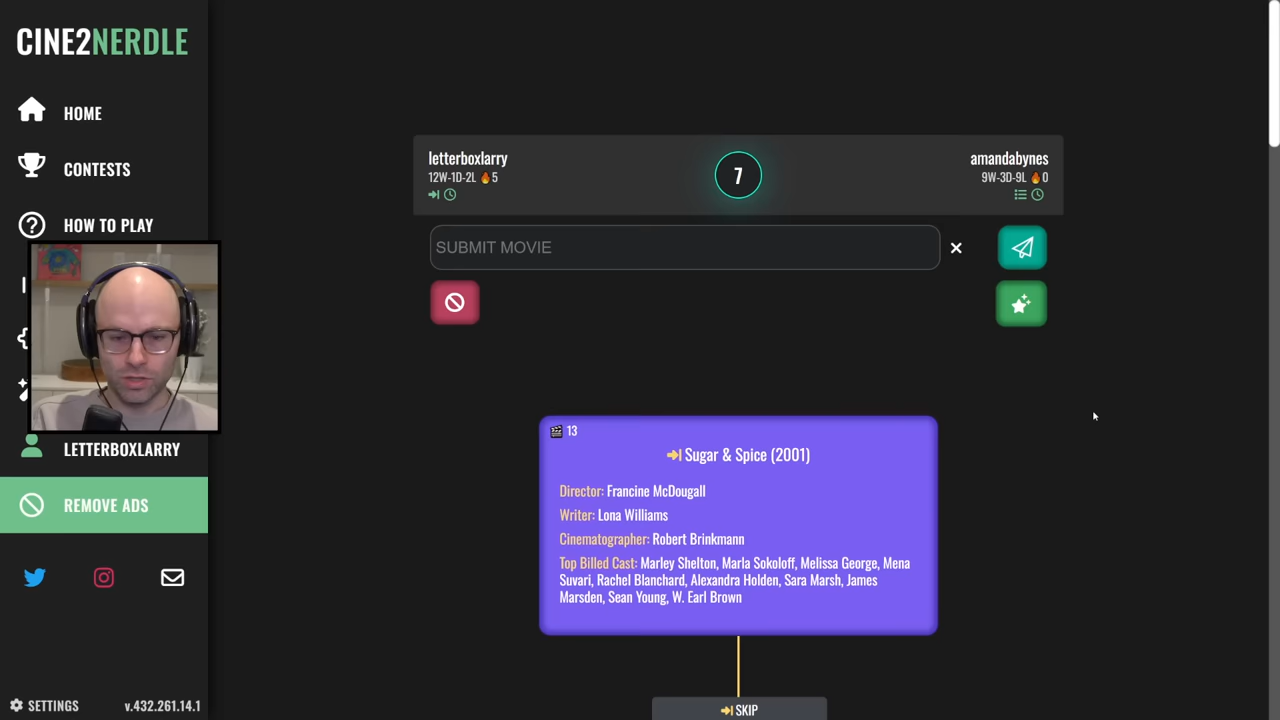 CINE2NERDLE
HOME
CONTESTS
HOW TO PLAY
LETTERBOXLARRY
REMOVE ADS
SETTINGS
v.432.261.14.1
letterboxlarry
12W-1D-2L 🔥5
7
amandabynes
9W-3D-9L 🔥0
SUBMIT MOVIE
13
Sugar & Spice (2001)
Director: Francine McDougall
Writer: Lona Williams
Cinematographer: Robert Brinkmann
Top Billed Cast: Marley Shelton, Marla Sokoloff, Melissa George, Mena
Suvari, Rachel Blanchard, Alexandra Holden, Sara Marsh, James
Marsden, Sean Young, W. Earl Brown
SKIP